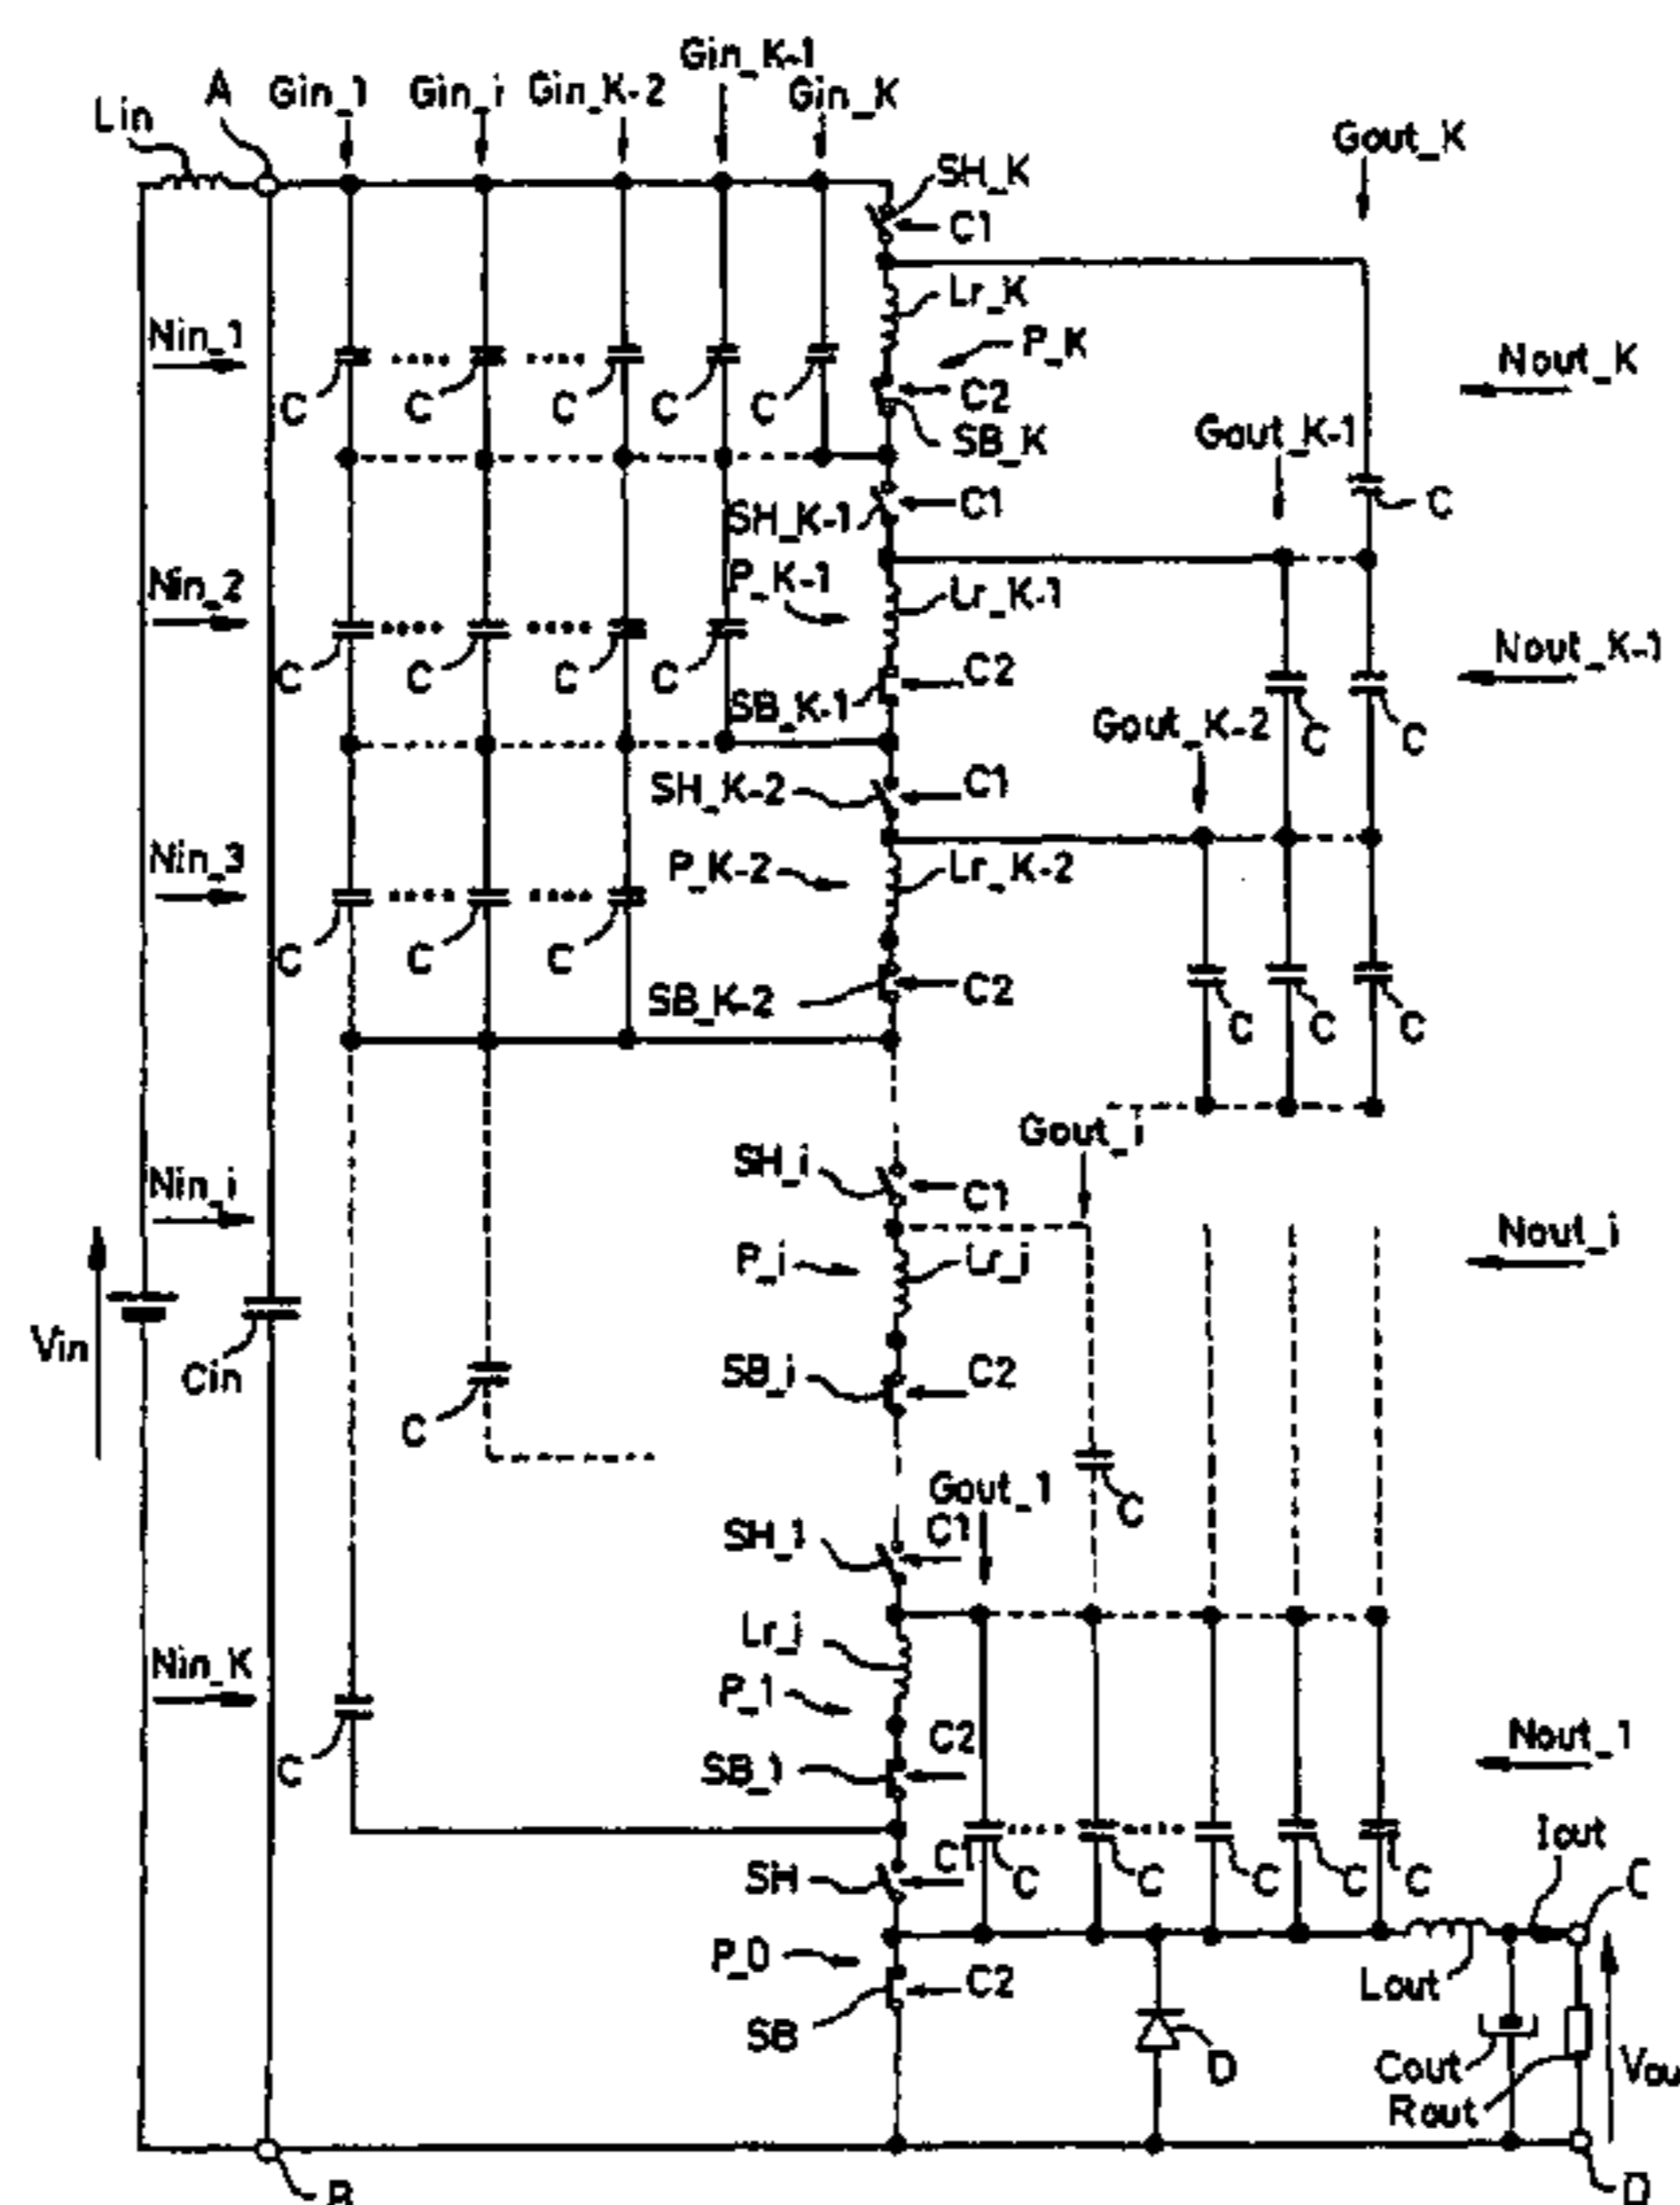 Gin_K-1
A Gin_1 Gin_i Gin_K-2 Gin_K
Lin
Gout_K
SH_K
C1
Lr_K
Nin_1 P_K Nout_K
C C C C C C2
Gout_K-1
SB_K
SH_K-1 C1 C
Nin_2 P_K-1 Lr_K-1
Nout_K-1
C C C C C2
SB_K-1 Gout_K-2 C C
SH_K-2 C1
Nin_3 P_K-2 Lr_K-2
C C C
SB_K-2 C2 C C C
Gout_i
SH_i
Nin_i C1
Nout_i
P_i Lr_i
Vin Cin SB_i C2
C
Gout_1 C
SH_1 C1
Lr_i
Nin_K
P_1
C2 Nout_1
C SB_1
Iout
SH C1 C C C C C C
P_0 C2 Lout
SB D Cout Vou
Rout
B D